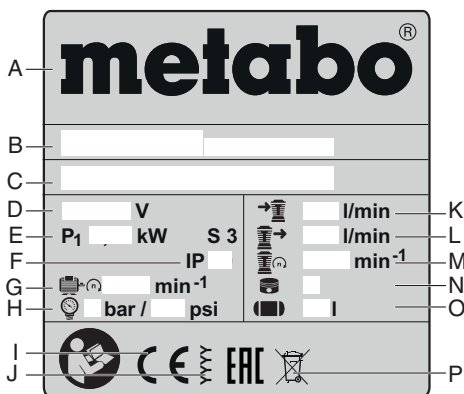 metabo®
A
B
C
D V l/min K
E P1 kW S 3 l/min L
F IP min-1 M
G (n) min-1 N
H bar / psi l O
I
J CE YYYY EAC P